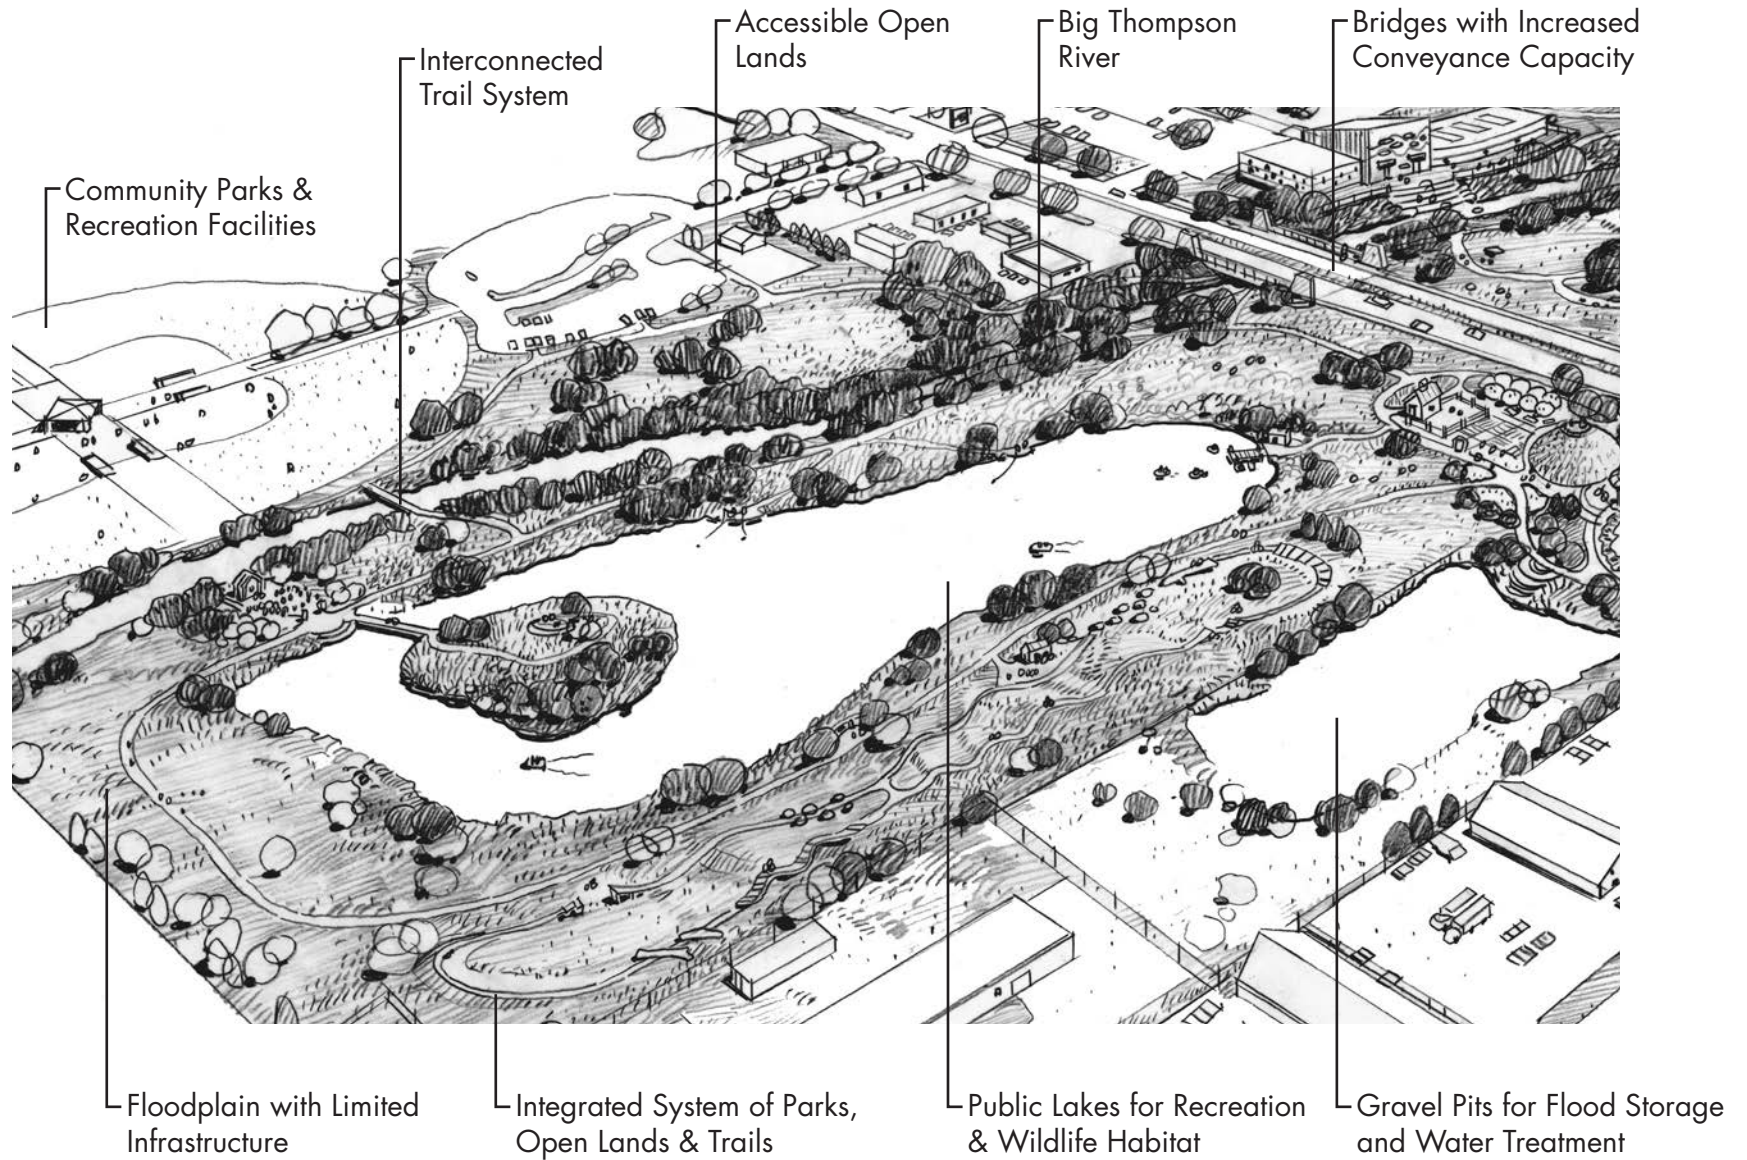 Accessible Open
Lands
Big Thompson
River
Bridges with Increased
Conveyance Capacity
Interconnected
Trail System
Community Parks &
Recreation Facilities
Floodplain with Limited
Infrastructure
Integrated System of Parks,
Open Lands & Trails
Public Lakes for Recreation
& Wildlife Habitat
Gravel Pits for Flood Storage
and Water Treatment